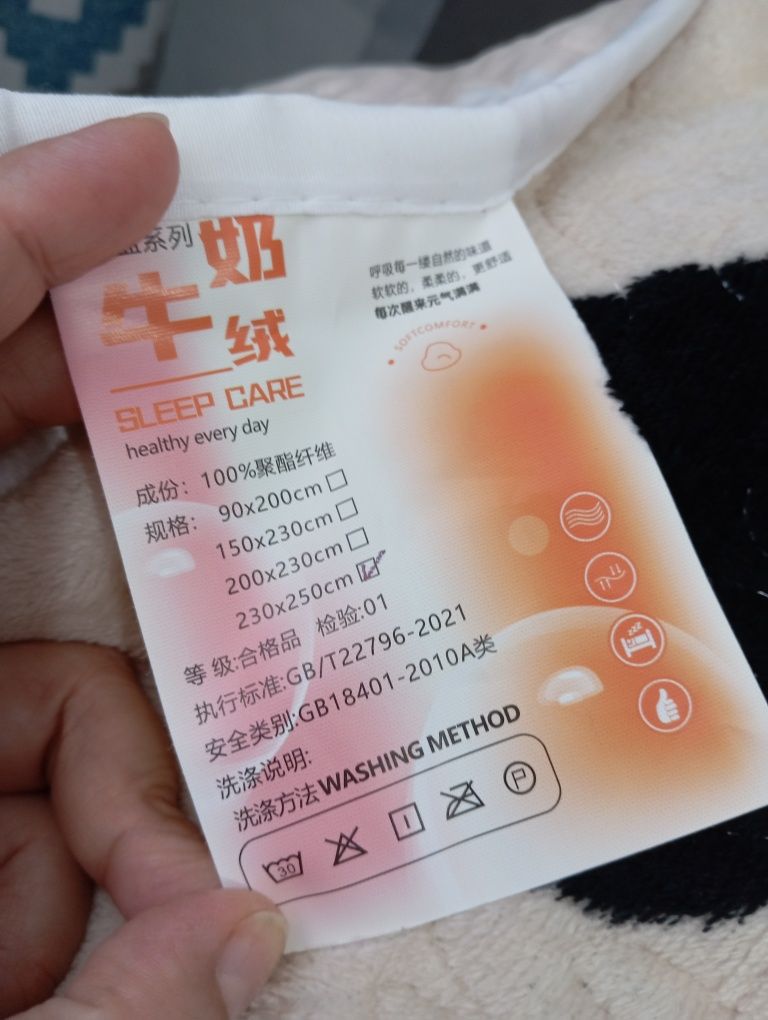 系列
奶
牛绒
SLEEP CARE
healthy every day
呼吸每一缕自然的味道
软软的，柔柔的，更舒适
每次醒来元气满满
SOFTCOMFORT
成份：100%聚酯纤维
规格：90x200cm
150x230cm
200x230cm
230x250cm
等 级:合格品 检验:01
执行标准:GB/T22796-2021
安全类别:GB18401-2010A类
洗涤说明:
洗涤方法 WASHING METHOD
30
P
zzz